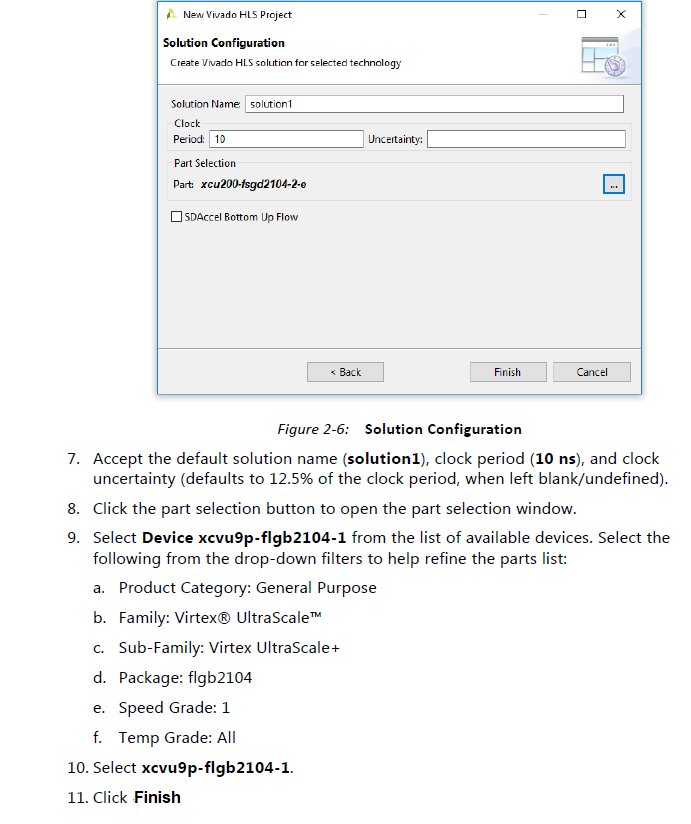 New Vivado HLS Project
Solution Configuration
Create Vivado HLS solution for selected technology
Solution Name: solution1
Clock
Period: 10 Uncertainty:
Part Selection
Part: xcu200-fsgd2104-2-e
...
SDAccel Bottom Up Flow
< Back Finish Cancel
Figure 2-6: Solution Configuration
7. Accept the default solution name (solution1), clock period (10 ns), and clock
uncertainty (defaults to 12.5% of the clock period, when left blank/undefined).
8. Click the part selection button to open the part selection window.
9. Select Device xcvu9p-flgb2104-1 from the list of available devices. Select the
following from the drop-down filters to help refine the parts list:
a. Product Category: General Purpose
b. Family: Virtex® UltraScale™
c. Sub-Family: Virtex UltraScale+
d. Package: flgb2104
e. Speed Grade: 1
f. Temp Grade: All
10. Select xcvu9p-flgb2104-1.
11. Click Finish